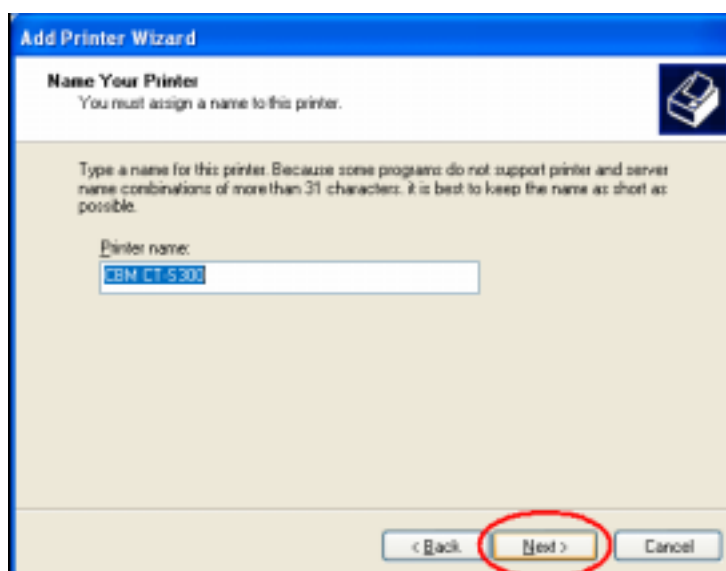 Add Printer Wizard
Name Your Printer
You must assign a name to this printer.
Type a name for this printer. Because some programs do not support printer and server
name combinations of more than 31 characters, it is best to keep the name as short as
possible.
Printer name:
CBM CT-S300
< Back
Next >
Cancel